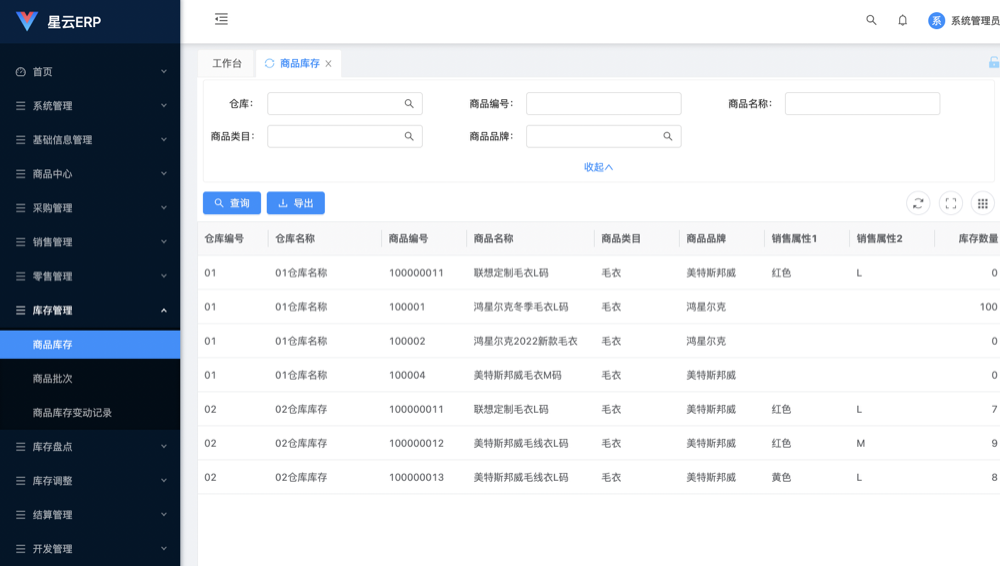 星云ERP
系 系统管理员
首页
系统管理
基础信息管理
商品中心
采购管理
销售管理
零售管理
库存管理
商品库存
商品批次
商品库存变动记录
库存盘点
库存调整
结算管理
开发管理
工作台 商品库存
仓库: 商品编号: 商品名称:
商品类目: 商品品牌:
收起
查询 导出
仓库编号 仓库名称 商品编号 商品名称 商品类目 商品品牌 销售属性1 销售属性2 库存数量
01 01仓库名称 100000011 联想定制毛衣L码 毛衣 美特斯邦威 红色 L 0
01 01仓库名称 100001 鸿星尔克冬季毛衣L码 毛衣 鸿星尔克 100
01 01仓库名称 100002 鸿星尔克2022新款毛衣 毛衣 鸿星尔克 0
01 01仓库名称 100004 美特斯邦威毛衣M码 毛衣 美特斯邦威 0
02 02仓库库存 100000011 联想定制毛衣L码 毛衣 美特斯邦威 红色 L 7
02 02仓库库存 100000012 美特斯邦威毛线衣L码 毛衣 美特斯邦威 红色 M 9
02 02仓库库存 100000013 美特斯邦威毛线衣L码 毛衣 美特斯邦威 黄色 L 8